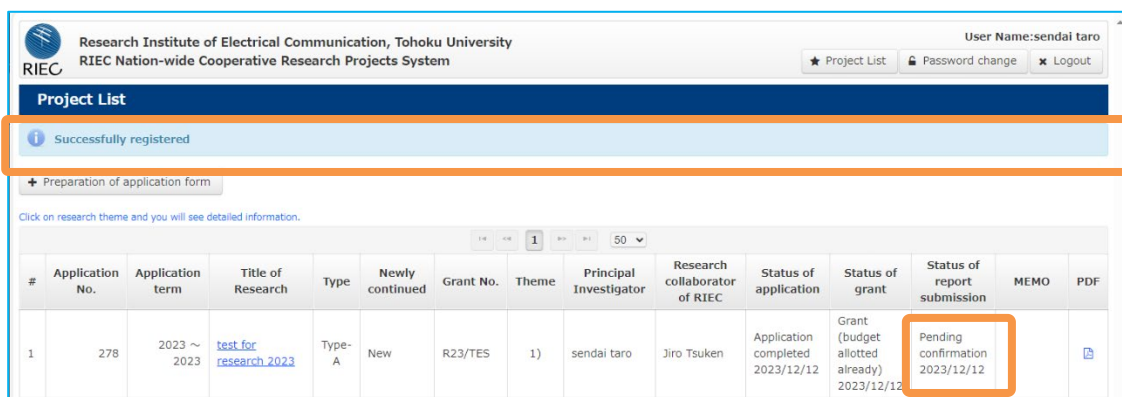 Research Institute of Electrical Communication, Tohoku University
RIEC Nation-wide Cooperative Research Projects System
RIEC
User Name:sendai taro
Project List
Password change
Logout
Project List
Successfully registered
+ Preparation of application form
Click on research theme and you will see detailed information.
1
50
# Application No. Application term Title of Research Type Newly continued Grant No. Theme Principal Investigator Research collaborator of RIEC Status of application Status of grant Status of report submission MEMO PDF
1 278 2023 ~ 2023 test for research 2023 Type-A New R23/TES 1) sendai taro Jiro Tsuken Application completed 2023/12/12 Grant (budget allotted already) 2023/12/12 Pending confirmation 2023/12/12